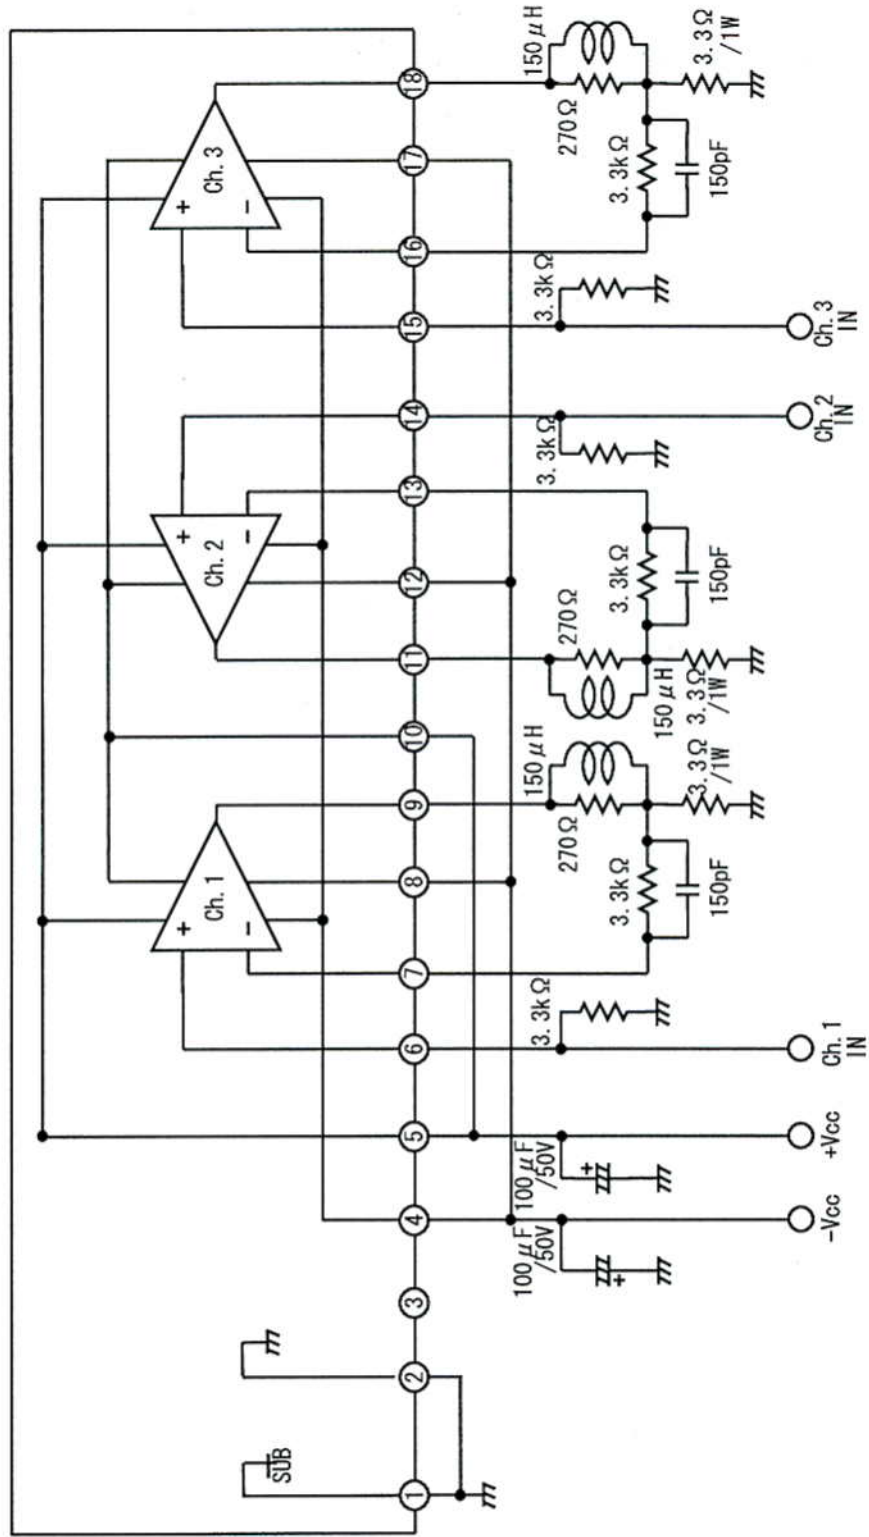 SUB
Ch. 1
+
−
Ch. 2
+
−
Ch. 3
+
−
1
2
3
4
5
6
7
8
9
10
11
12
13
14
15
16
17
18
100μF
/50V
+
100μF
/50V
+
3. 3kΩ
3. 3kΩ
150pF
270Ω
150μH
3. 3Ω
/1W
150μH
3. 3Ω
/1W
270Ω
3. 3kΩ
150pF
3. 3kΩ
3. 3kΩ
3. 3kΩ
150pF
270Ω
150μH
3. 3Ω
/1W
−Vcc
+Vcc
Ch. 1
IN
Ch. 2
IN
Ch. 3
IN